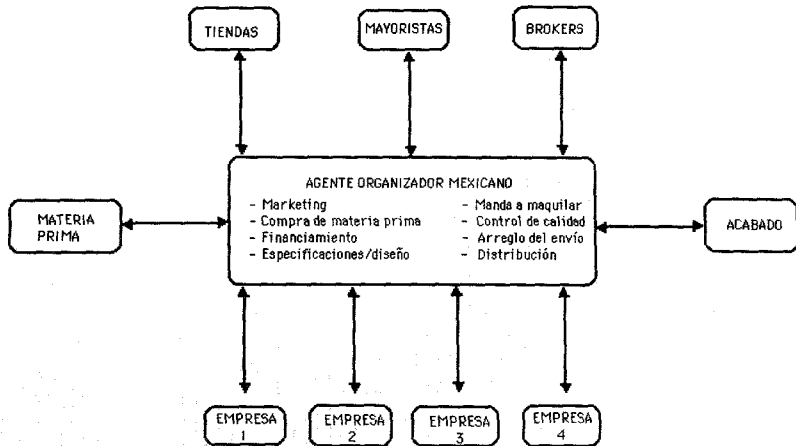 TIENDAS
MAYORISTAS
BROKERS
AGENTE ORGANIZADOR MEXICANO
- Marketing
- Compra de materia prima
- Financiamiento
- Especificaciones/diseño
- Manda a maquilar
- Control de calidad
- Arreglo del envío
- Distribución
MATERIA
PRIMA
ACABADO
EMPRESA
1
EMPRESA
2
EMPRESA
3
EMPRESA
4